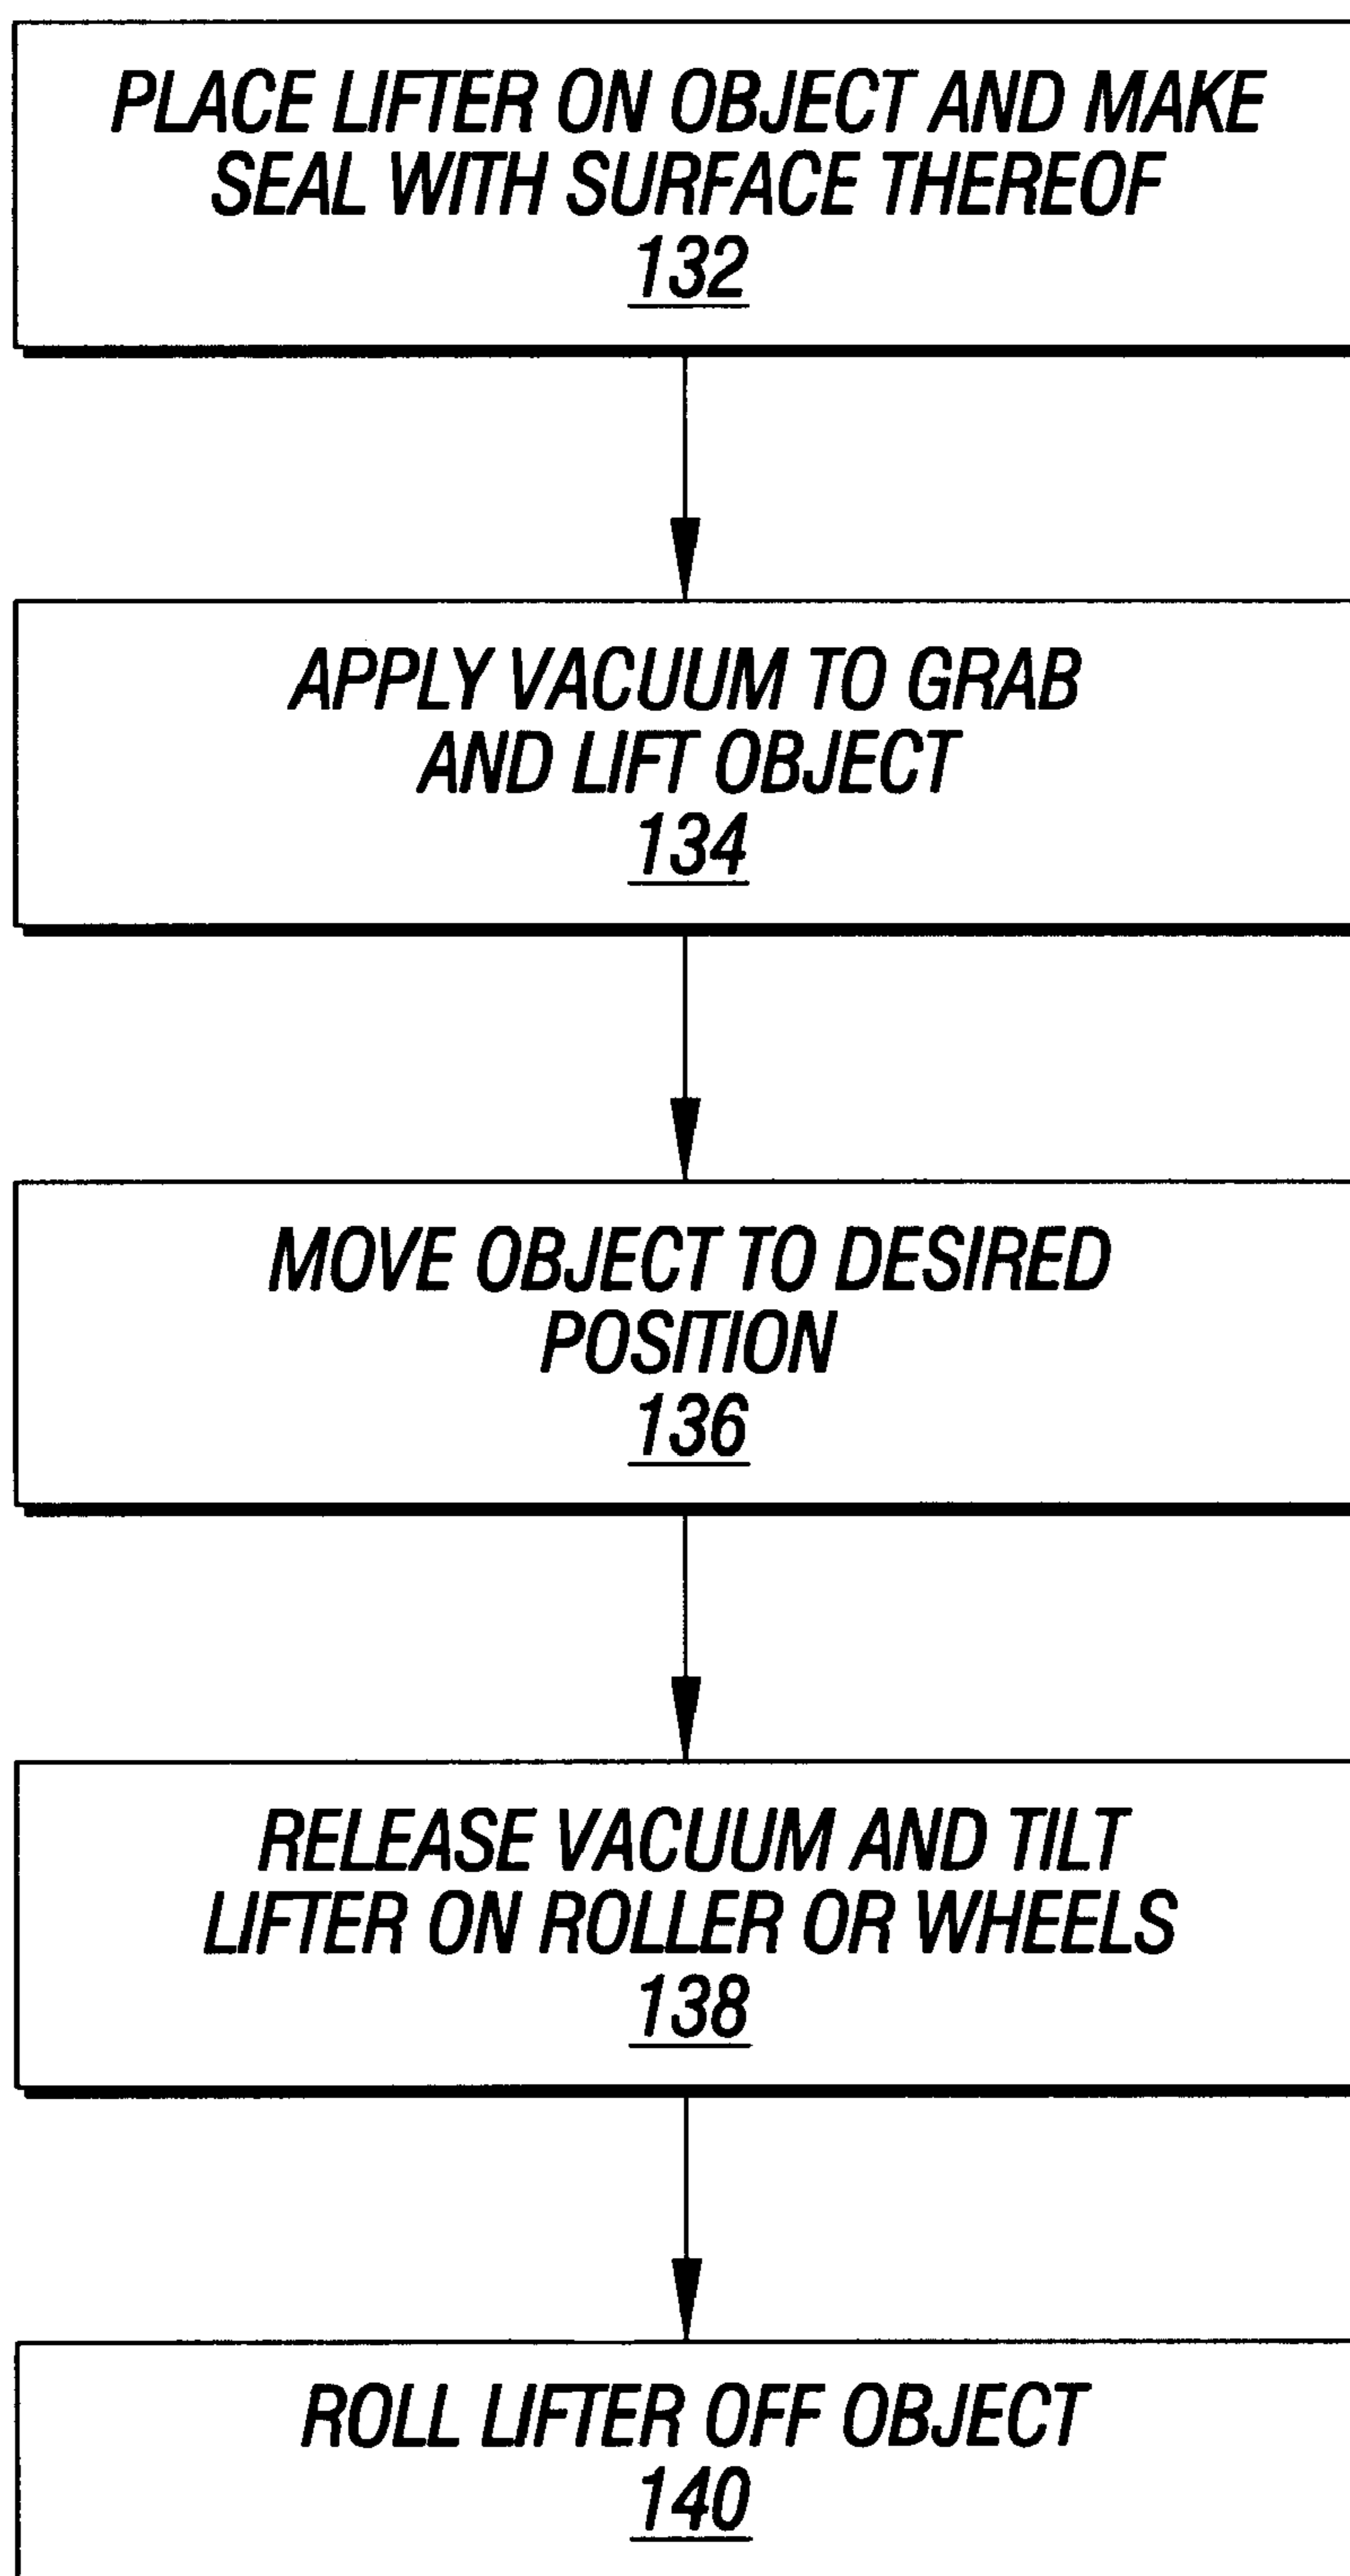 PLACE LIFTER ON OBJECT AND MAKE
SEAL WITH SURFACE THEREOF
132
APPLY VACUUM TO GRAB
AND LIFT OBJECT
134
MOVE OBJECT TO DESIRED
POSITION
136
RELEASE VACUUM AND TILT
LIFTER ON ROLLER OR WHEELS
138
ROLL LIFTER OFF OBJECT
140